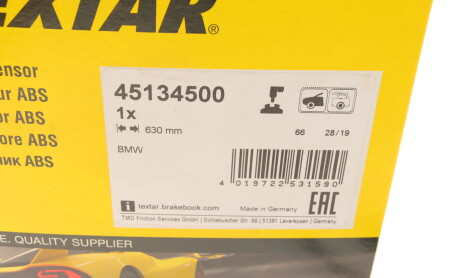 TEXTAR®
ensor
ur ABS
or ABS
ore ABS
ник ABS
45134500
1x
630 mm
66 28/19
BMW
4 019722 531590
i textar.brakebook.com Made in Germany EAC
TMD Friction Services GmbH | Schlebuscher Str. 99 | 51381 Leverkusen | Germany
E. QUALITY SUPPLIER